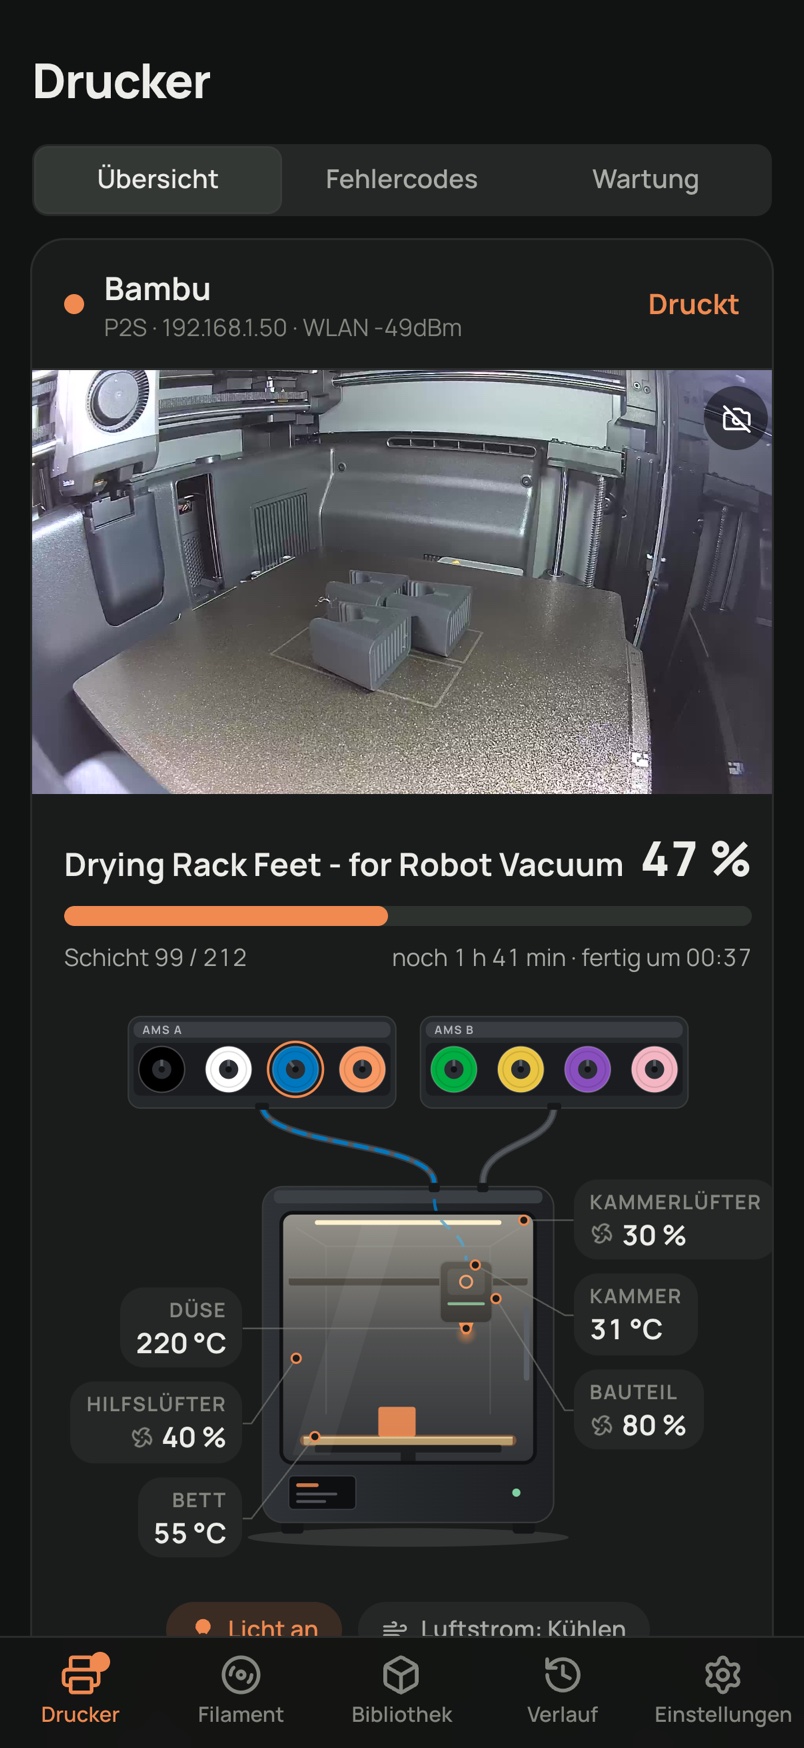 Drucker
Übersicht
Fehlercodes
Wartung
Bambu
Druckt
P2S · 192.168.1.50 · WLAN -49dBm
Drying Rack Feet - for Robot Vacuum 47 %
Schicht 99 / 212
noch 1 h 41 min · fertig um 00:37
AMS A
AMS B
KAMMERLÜFTER
30 %
KAMMER
31 °C
DÜSE
220 °C
BAUTEIL
80 %
HILFSLÜFTER
40 %
BETT
55 °C
Licht an
Luftstrom: Kühlen
Drucker
Filament
Bibliothek
Verlauf
Einstellungen